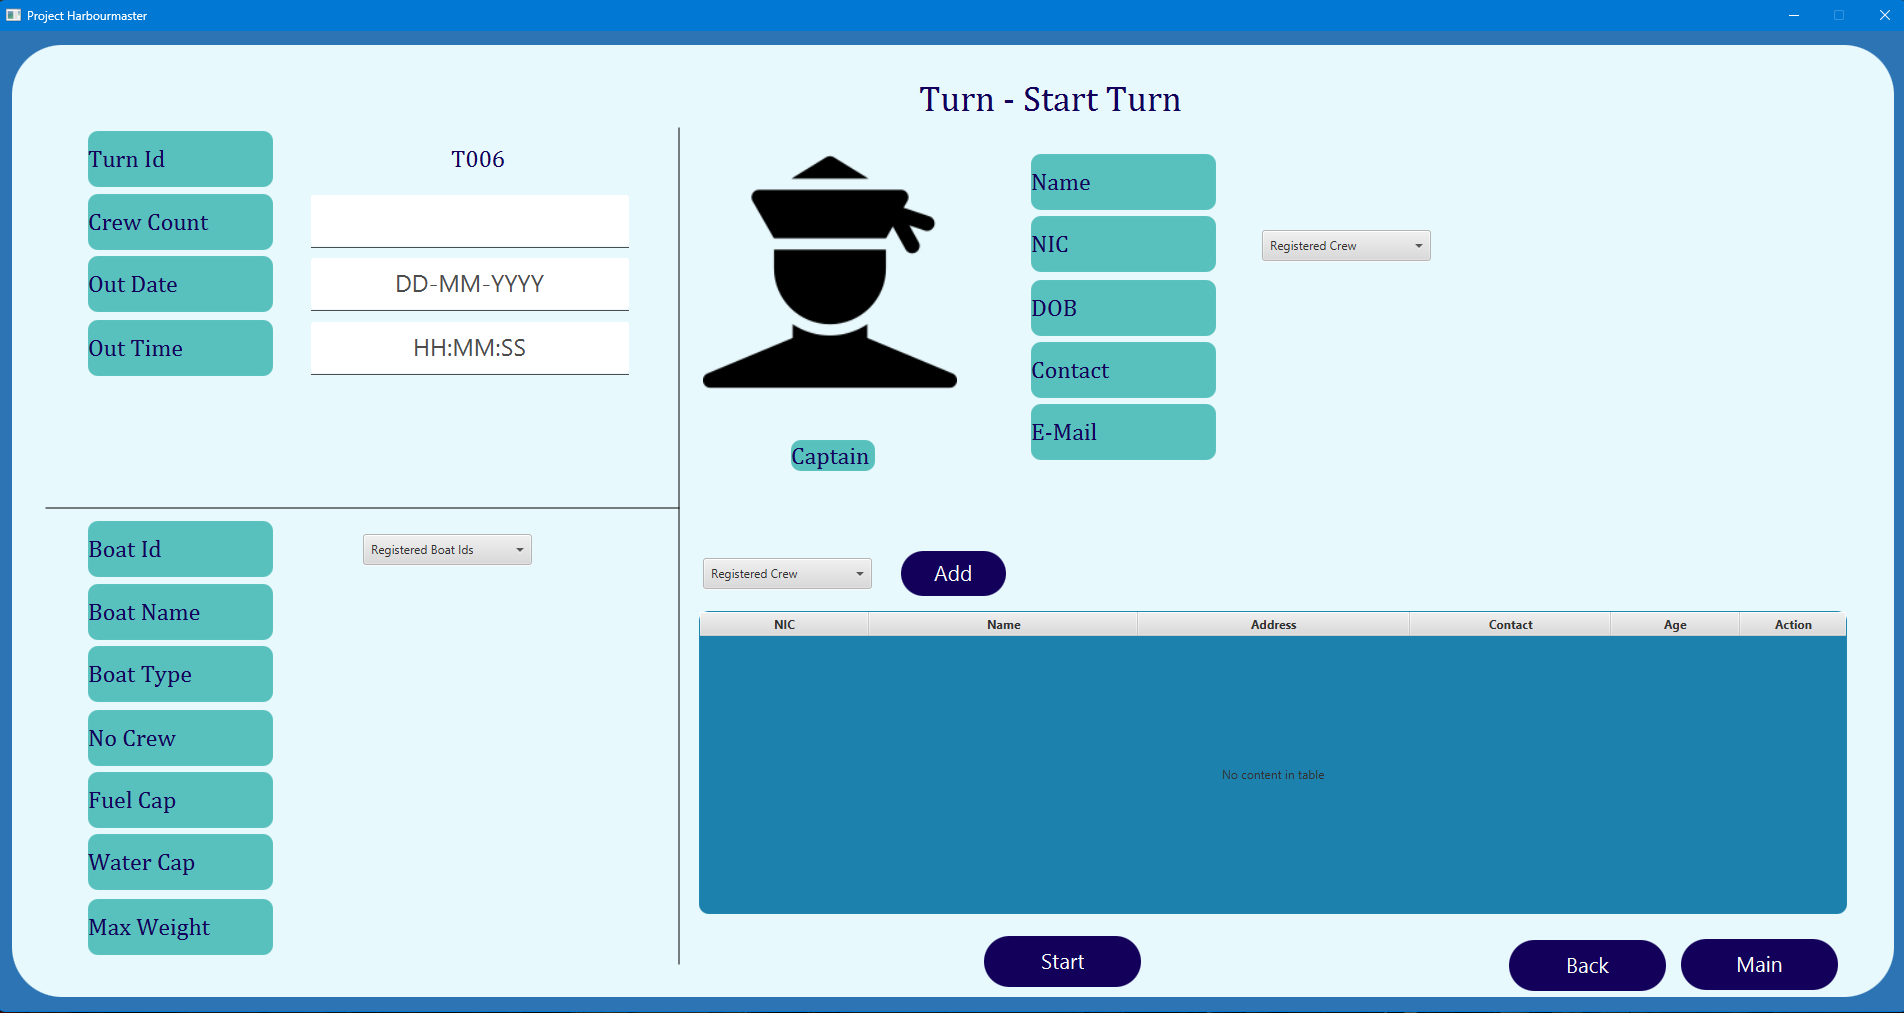 Project Harbourmaster
Turn - Start Turn
Turn Id
T006
Crew Count
Out Date
DD-MM-YYYY
Out Time
HH:MM:SS
Name
NIC
Registered Crew
DOB
Contact
E-Mail
Captain
Boat Id
Registered Boat Ids
Boat Name
Boat Type
No Crew
Fuel Cap
Water Cap
Max Weight
Registered Crew
Add
NIC Name Address Contact Age Action
No content in table
Start
Back
Main